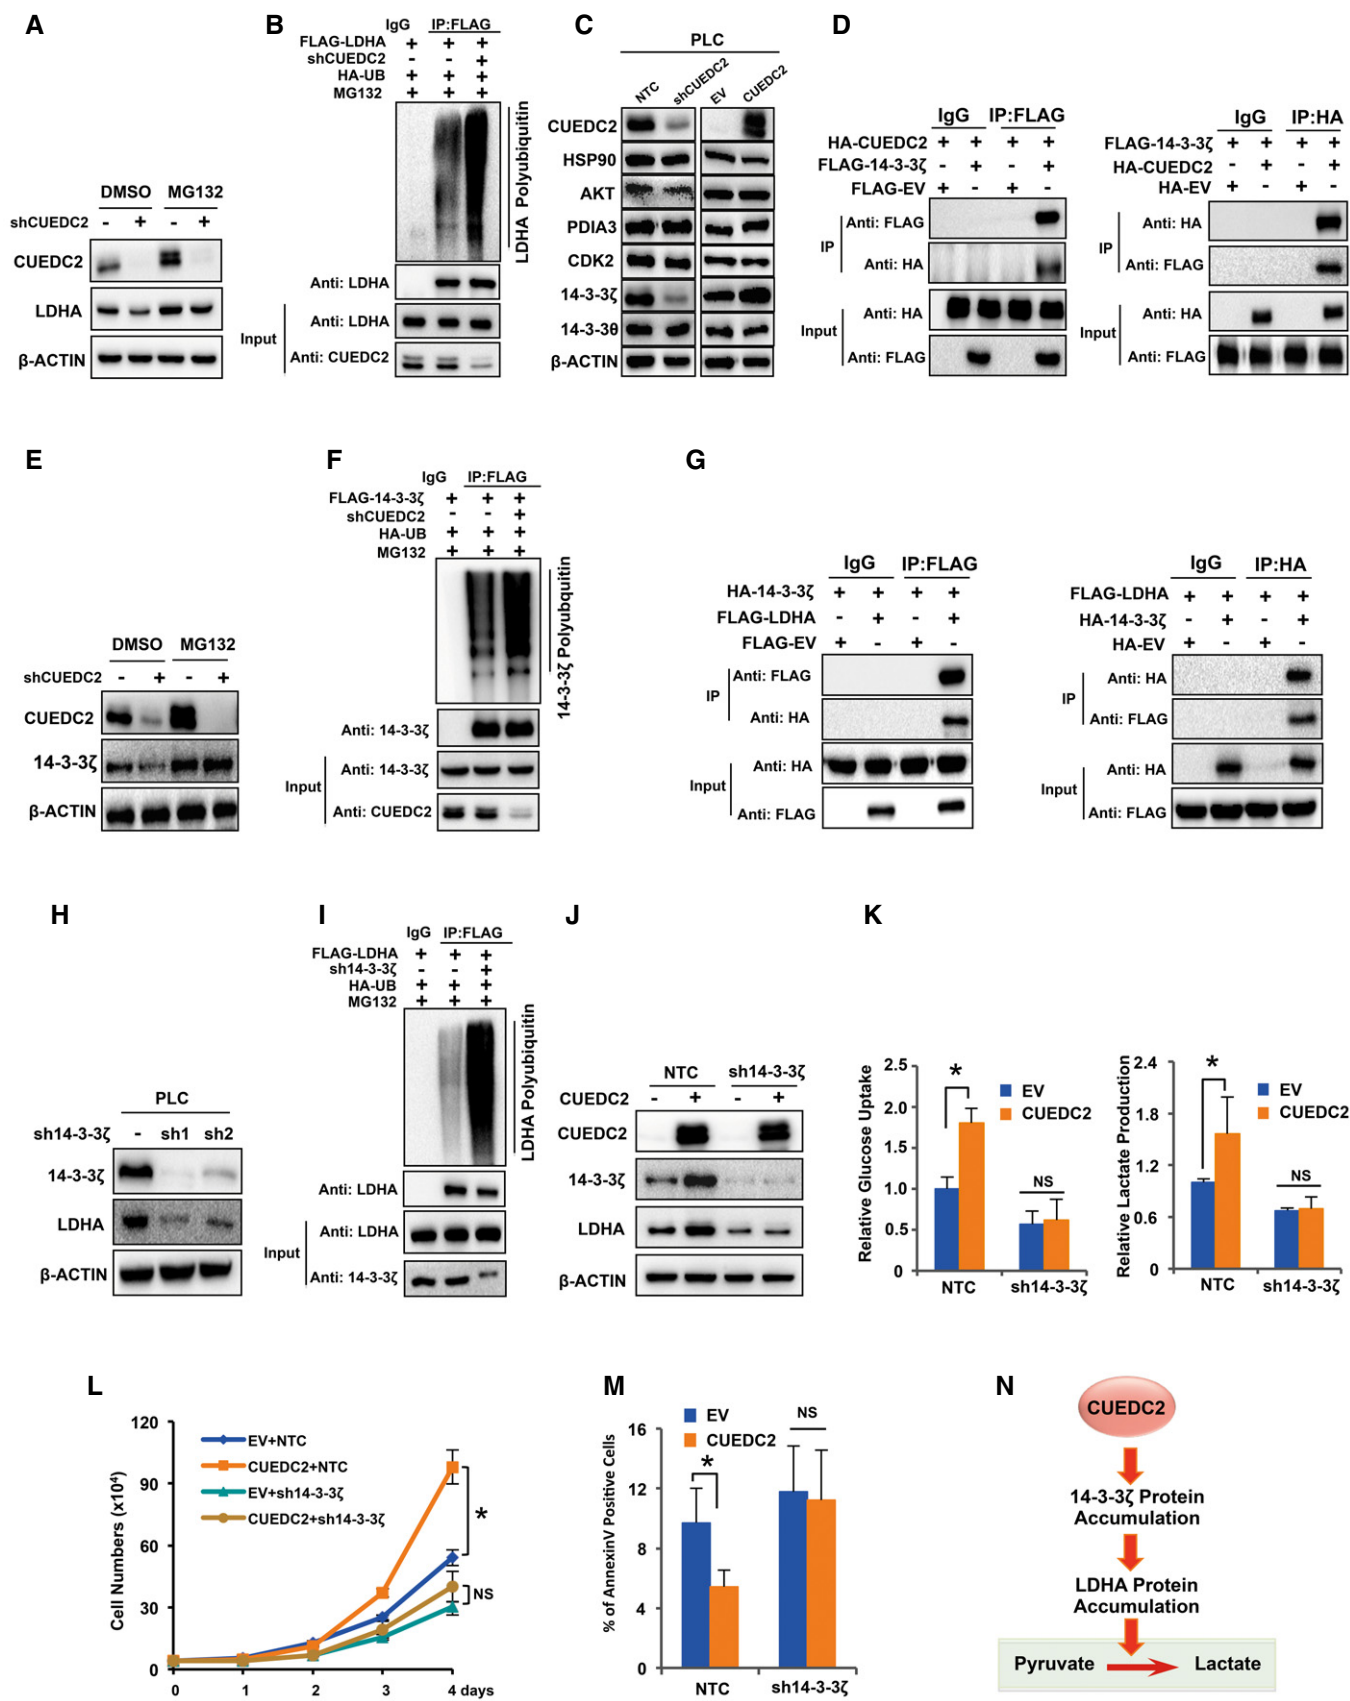 A
DMSO MG132
shCUEDC2 - + - +
CUEDC2
LDHA
β-ACTIN
B
IgG IP:FLAG
FLAG-LDHA + + +
shCUEDC2 - - +
HA-UB + + +
MG132 + + +
LDHA Polyubiquitin
Anti: LDHA
Input
Anti: LDHA
Anti: CUEDC2
C
PLC
NTC shCUEDC2 EV CUEDC2
CUEDC2
HSP90
AKT
PDIA3
CDK2
14-3-3ζ
14-3-3θ
β-ACTIN
D
IgG IP:FLAG
HA-CUEDC2 + + + +
FLAG-14-3-3ζ - + - +
FLAG-EV + - + -
IP
Anti: FLAG
Anti: HA
Input
Anti: HA
Anti: FLAG
IgG IP:HA
FLAG-14-3-3ζ + + + +
HA-CUEDC2 - + - +
HA-EV + - + -
IP
Anti: HA
Anti: FLAG
Input
Anti: HA
Anti: FLAG
E
DMSO MG132
shCUEDC2 - + - +
CUEDC2
14-3-3ζ
β-ACTIN
F
IgG IP:FLAG
FLAG-14-3-3ζ + + +
shCUEDC2 - - +
HA-UB + + +
MG132 + + +
14-3-3ζ Polyubquitin
Anti: 14-3-3ζ
Input
Anti: 14-3-3ζ
Anti: CUEDC2
G
IgG IP:FLAG
HA-14-3-3ζ + + + +
FLAG-LDHA - + - +
FLAG-EV + - + -
IP
Anti: FLAG
Anti: HA
Input
Anti: HA
Anti: FLAG
IgG IP:HA
FLAG-LDHA + + + +
HA-14-3-3ζ - + - +
HA-EV + - + -
IP
Anti: HA
Anti: FLAG
Input
Anti: HA
Anti: FLAG
H
PLC
sh14-3-3ζ - sh1 sh2
14-3-3ζ
LDHA
β-ACTIN
I
IgG IP:FLAG
FLAG-LDHA + + +
sh14-3-3ζ - - +
HA-UB + + +
MG132 + + +
LDHA Polyubiquitin
Anti: LDHA
Input
Anti: LDHA
Anti: 14-3-3ζ
J
NTC sh14-3-3ζ
CUEDC2 - + - +
CUEDC2
14-3-3ζ
LDHA
β-ACTIN
K
Relative Glucose Uptake
2.5
2.0
1.5
1.0
0.5
0
*
NS
EV
CUEDC2
NTC sh14-3-3ζ
Relative Lactate Production
2.4
1.8
1.2
0.6
0
*
NS
EV
CUEDC2
NTC sh14-3-3ζ
L
Cell Numbers (x10⁴)
120
90
60
30
0
EV+NTC
CUEDC2+NTC
EV+sh14-3-3ζ
CUEDC2+sh14-3-3ζ
*
NS
0 1 2 3 4 days
M
% of AnnexinV Positive Cells
16
12
8
4
0
EV
CUEDC2
*
NS
NTC sh14-3-3ζ
N
CUEDC2
14-3-3ζ Protein
Accumulation
LDHA Protein
Accumulation
Pyruvate Lactate